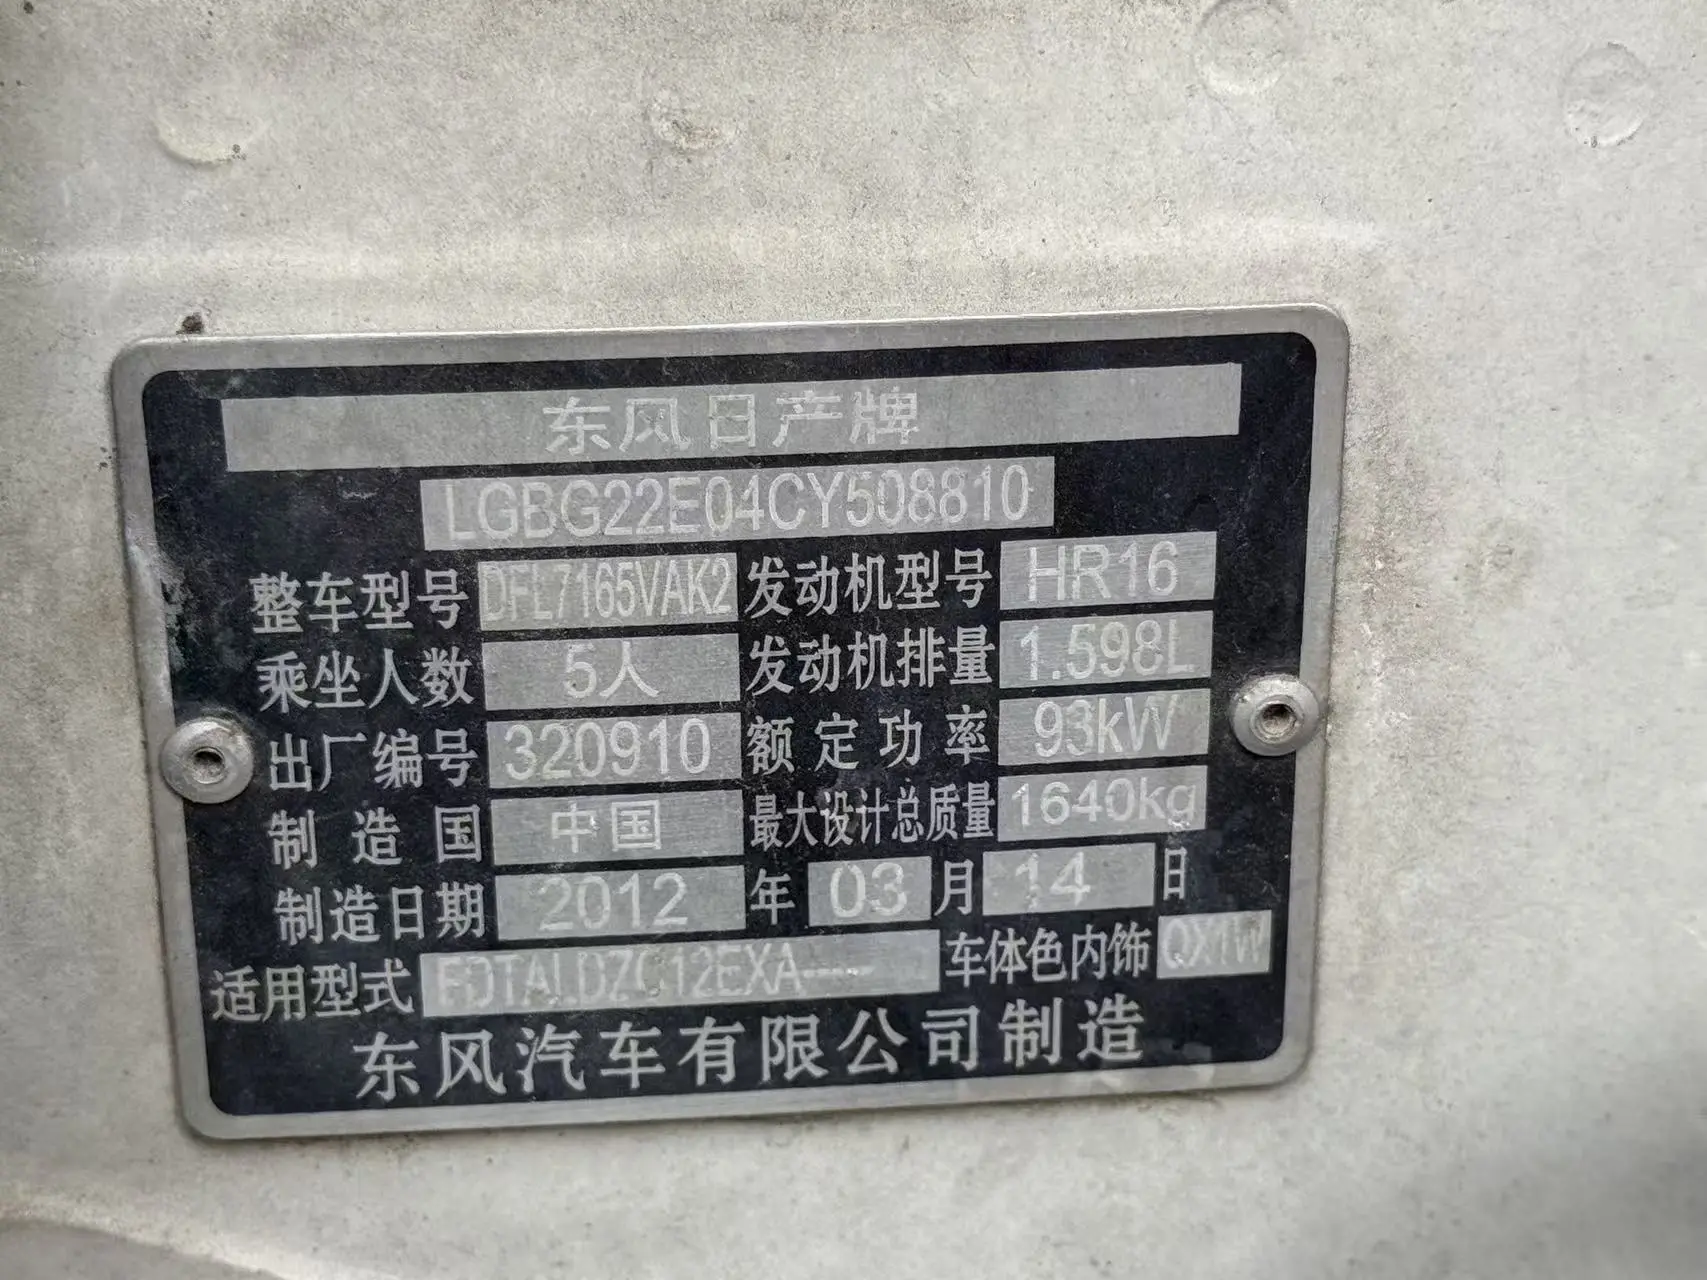 东风日产牌
LGBG22E04CY508810
整车型号 DFL7165VAK2 发动机型号 HR16
乘坐人数 5人 发动机排量 1.598L
出厂编号 320910 额定功率 93kW
制造国 中国 最大设计总质量 1640kg
制造日期 2012 年 03 月 14 日
适用型式 FDTALDZC12EXA----- 车体色内饰 QX1W
东风汽车有限公司制造